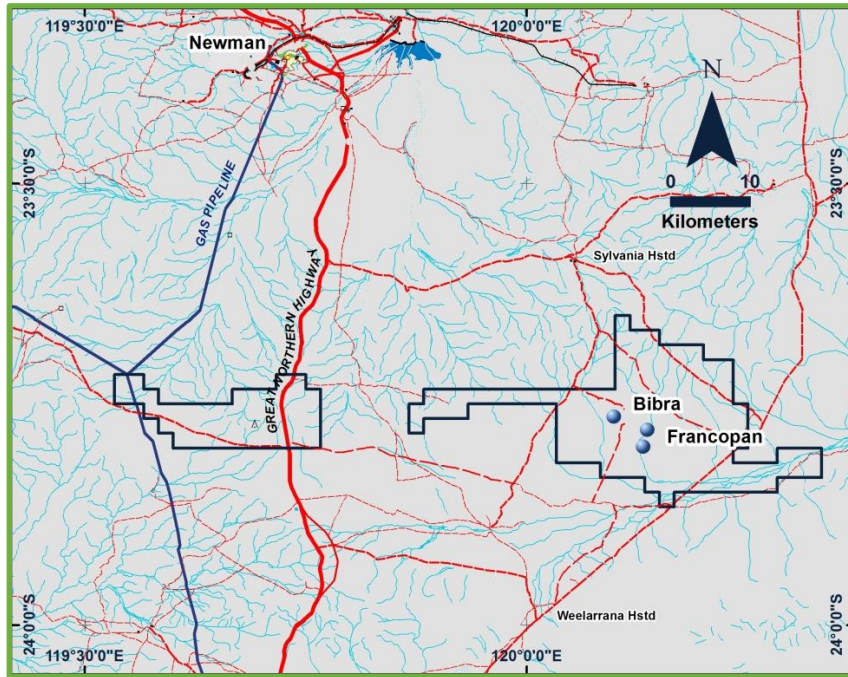 119°30'0"E
120°0'0"E
Newman
N
23°30'0"S
23°30'0"S
0 10
Kilometers
GAS PIPELINE
Sylvania Hstd
GREAT NORTHERN HIGHWAY
Bibra
Francopan
Weelarrana Hstd
24°0'0"S
24°0'0"S
119°30'0"E
120°0'0"E